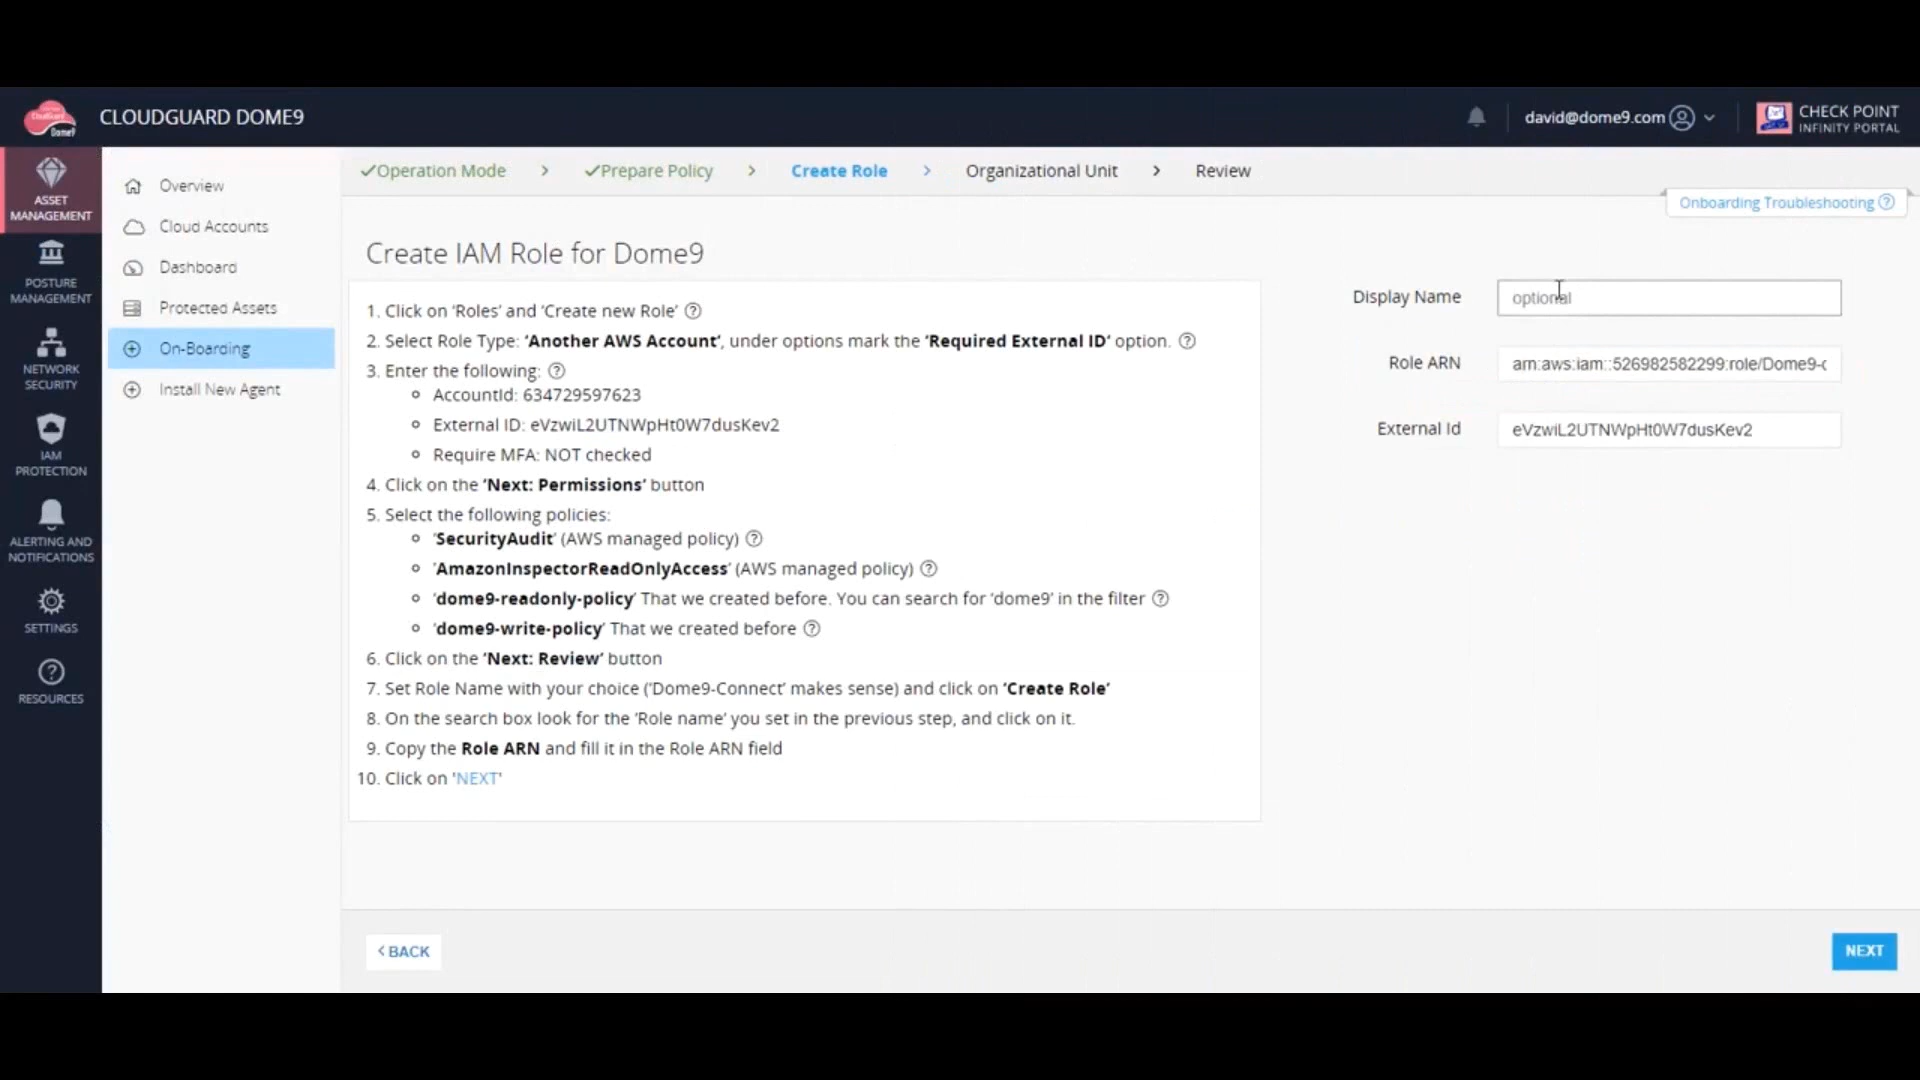 CloudGuard
Dome9
CLOUDGUARD DOME9
david@dome9.com
CHECK POINT
INFINITY PORTAL
ASSET
MANAGEMENT
POSTURE
MANAGEMENT
NETWORK
SECURITY
IAM
PROTECTION
ALERTING AND
NOTIFICATIONS
SETTINGS
RESOURCES
Overview
Cloud Accounts
Dashboard
Protected Assets
On-Boarding
Install New Agent
✓Operation Mode > ✓Prepare Policy > Create Role > Organizational Unit > Review
Onboarding Troubleshooting ?
Create IAM Role for Dome9
1. Click on ‘Roles’ and ‘Create new Role’ ?
2. Select Role Type: ‘Another AWS Account’, under options mark the ‘Required External ID’ option. ?
3. Enter the following: ?
AccountId: 634729597623
External ID: eVzwiL2UTNWpHt0W7dusKev2
Require MFA: NOT checked
4. Click on the ‘Next: Permissions’ button
5. Select the following policies:
‘SecurityAudit’ (AWS managed policy) ?
‘AmazonInspectorReadOnlyAccess’ (AWS managed policy) ?
‘dome9-readonly-policy’ That we created before. You can search for ‘dome9’ in the filter ?
‘dome9-write-policy’ That we created before ?
6. Click on the ‘Next: Review’ button
7. Set Role Name with your choice (‘Dome9-Connect’ makes sense) and click on ‘Create Role’
8. On the search box look for the ‘Role name’ you set in the previous step, and click on it.
9. Copy the Role ARN and fill it in the Role ARN field
10. Click on 'NEXT'
Display Name
optional
Role ARN
arn:aws:iam::526982582299:role/Dome9-c
External Id
eVzwiL2UTNWpHt0W7dusKev2
< BACK
NEXT